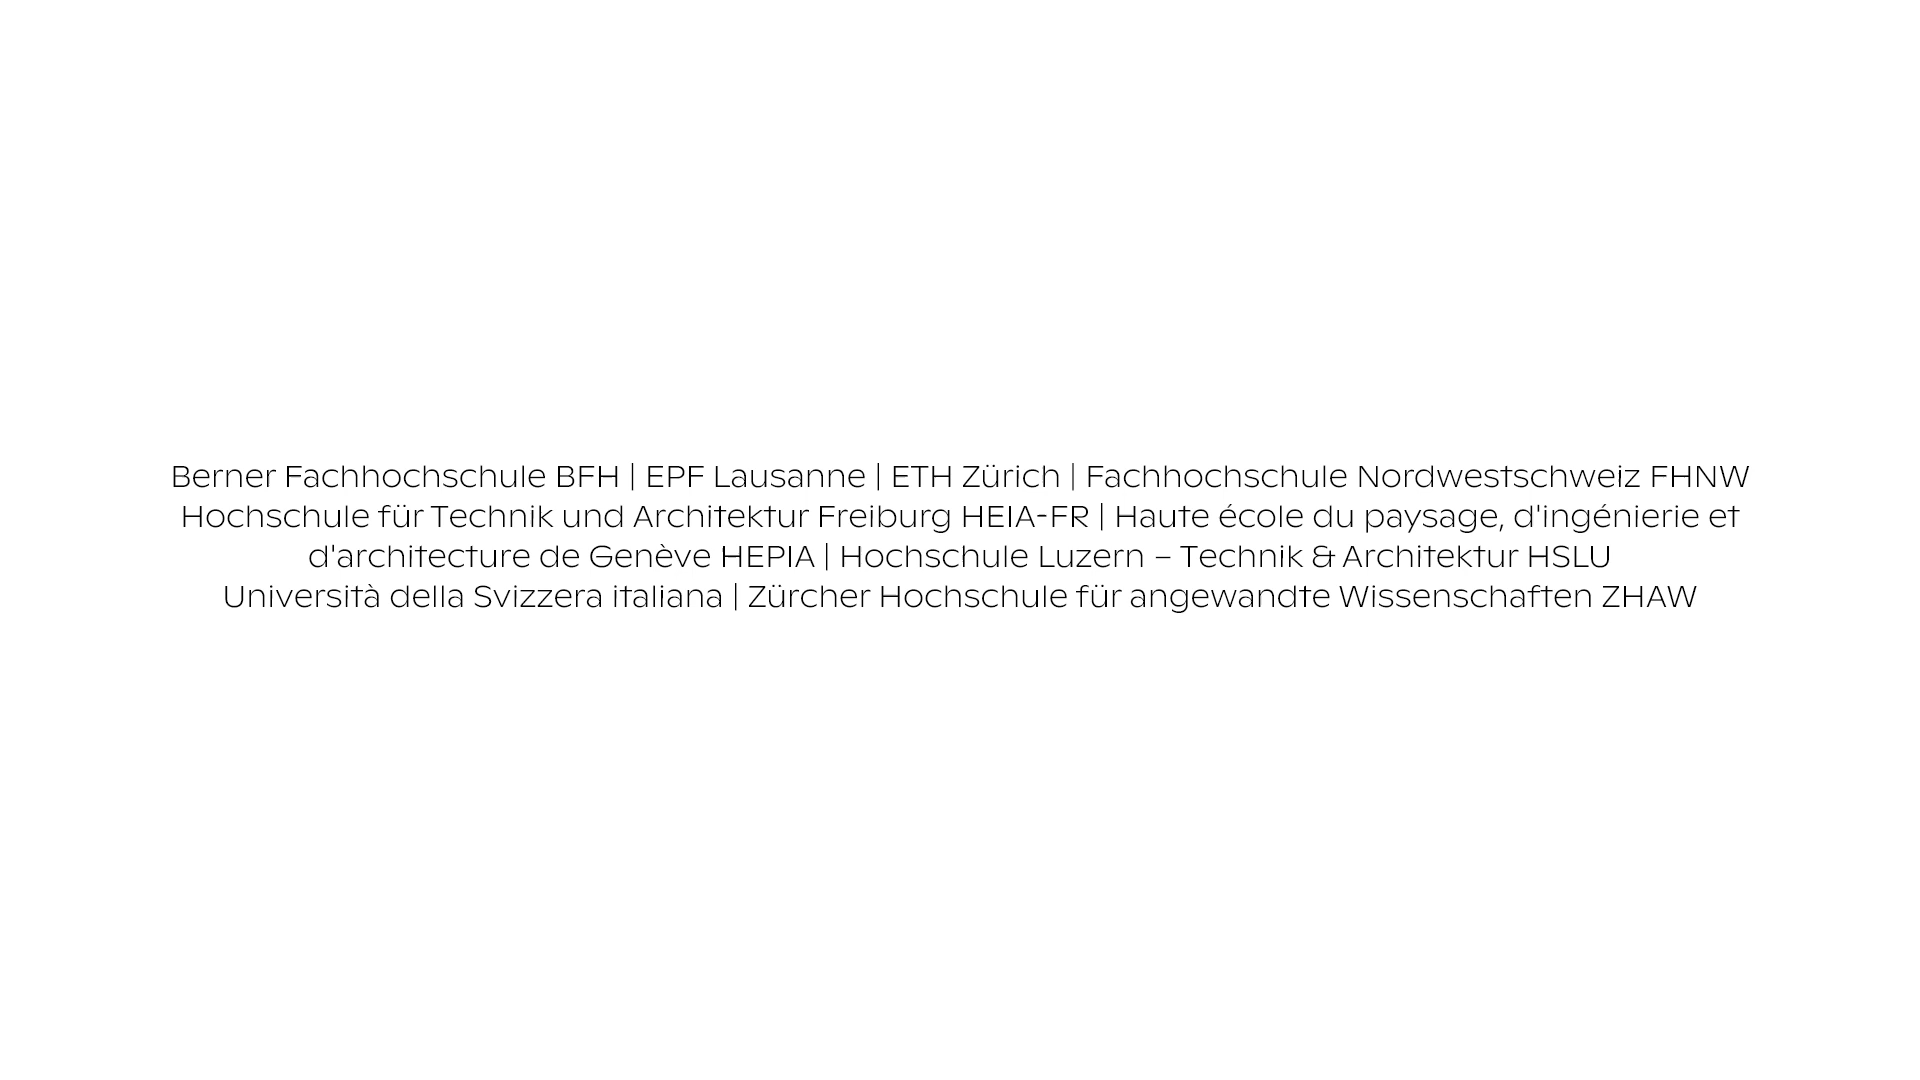 Berner Fachhochschule BFH | EPF Lausanne | ETH Zürich | Fachhochschule Nordwestschweiz FHNW
Hochschule für Technik und Architektur Freiburg HEIA-FR | Haute école du paysage, d'ingénierie et
d'architecture de Genève HEPIA | Hochschule Luzern – Technik & Architektur HSLU
Università della Svizzera italiana | Zürcher Hochschule für angewandte Wissenschaften ZHAW